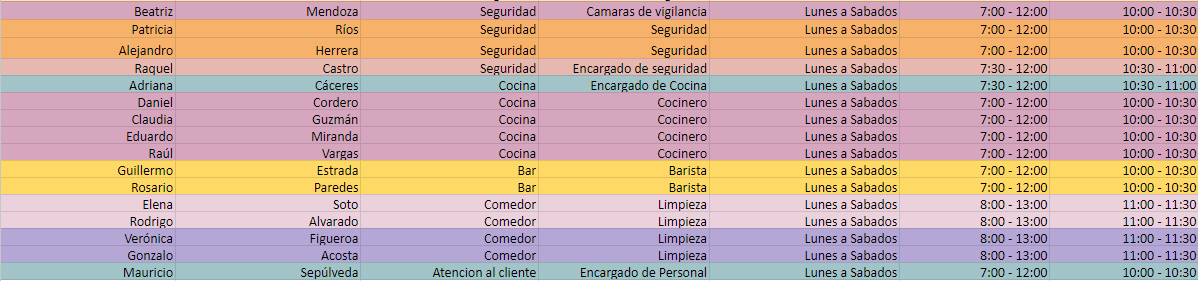 Beatriz Mendoza Seguridad Camaras de vigilancia Lunes a Sabados 7:00 - 12:00 10:00 - 10:30
Patricia Ríos Seguridad Seguridad Lunes a Sabados 7:00 - 12:00 10:00 - 10:30
Alejandro Herrera Seguridad Seguridad Lunes a Sabados 7:00 - 12:00 10:00 - 10:30
Raquel Castro Seguridad Encargado de seguridad Lunes a Sabados 7:30 - 12:00 10:30 - 11:00
Adriana Cáceres Cocina Encargado de Cocina Lunes a Sabados 7:30 - 12:00 10:30 - 11:00
Daniel Cordero Cocina Cocinero Lunes a Sabados 7:00 - 12:00 10:00 - 10:30
Claudia Guzmán Cocina Cocinero Lunes a Sabados 7:00 - 12:00 10:00 - 10:30
Eduardo Miranda Cocina Cocinero Lunes a Sabados 7:00 - 12:00 10:00 - 10:30
Raúl Vargas Cocina Cocinero Lunes a Sabados 7:00 - 12:00 10:00 - 10:30
Guillermo Estrada Bar Barista Lunes a Sabados 7:00 - 12:00 10:00 - 10:30
Rosario Paredes Bar Barista Lunes a Sabados 7:00 - 12:00 10:00 - 10:30
Elena Soto Comedor Limpieza Lunes a Sabados 8:00 - 13:00 11:00 - 11:30
Rodrigo Alvarado Comedor Limpieza Lunes a Sabados 8:00 - 13:00 11:00 - 11:30
Verónica Figueroa Comedor Limpieza Lunes a Sabados 8:00 - 13:00 11:00 - 11:30
Gonzalo Acosta Comedor Limpieza Lunes a Sabados 8:00 - 13:00 11:00 - 11:30
Mauricio Sepúlveda Atencion al cliente Encargado de Personal Lunes a Sabados 7:00 - 12:00 10:00 - 10:30